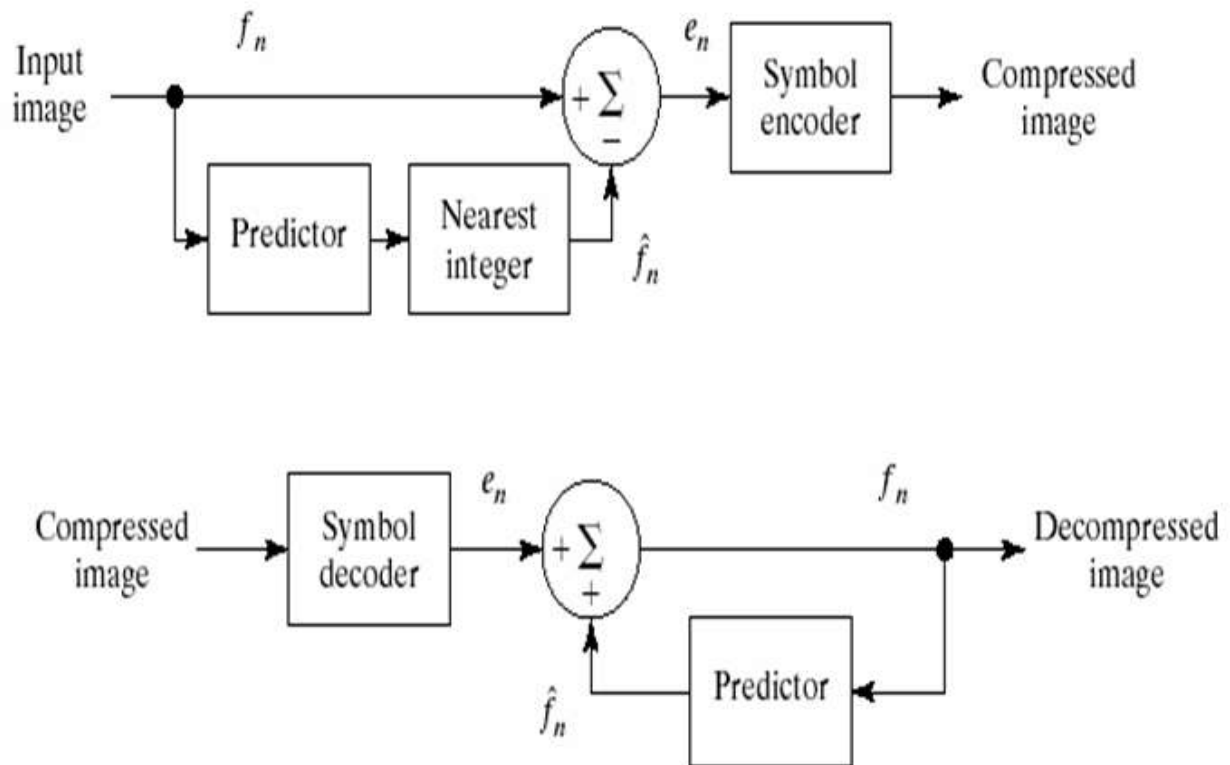 f_n
Input
image
+ Σ
−
e_n
Symbol
encoder
Compressed
image
Predictor
Nearest
integer
f̂_n
Compressed
image
Symbol
decoder
e_n
+ Σ
+
f_n
Decompressed
image
f̂_n
Predictor